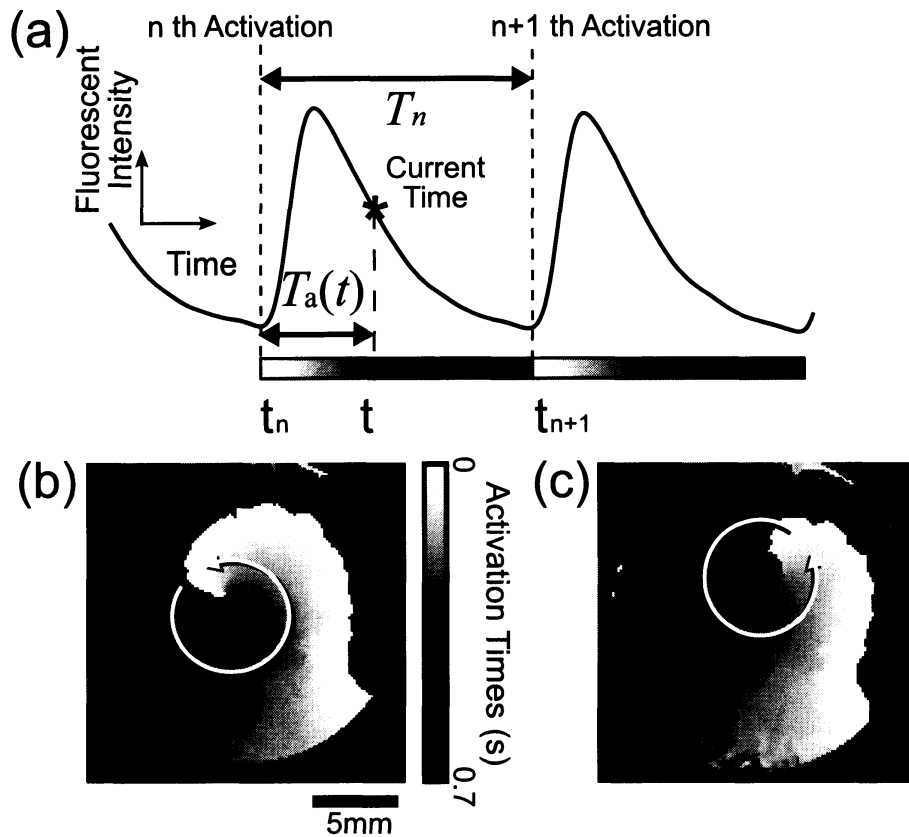 (a)
n th Activation
n+1 th Activation
Fluorescent
Intensity
Time
Tn
Current
Time
Ta(t)
tn
t
tn+1
(b)
0
Activation Times (s)
0.7
5mm
(c)